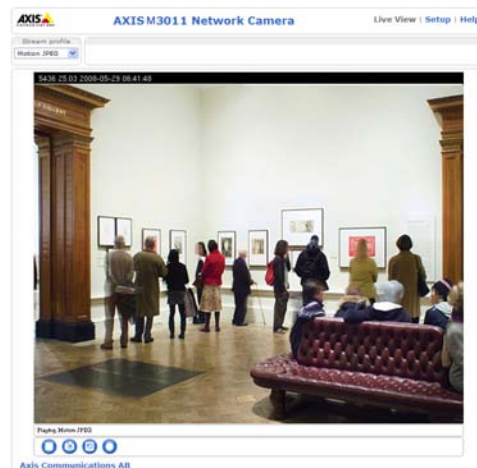 AXIS
AXIS M3011 Network Camera
Live View | Setup | Help
Stream profile
Motion JPEG
5436 25.03 2008-05-29 06:41:48
Playing Motion JPEG
Axis Communications AB